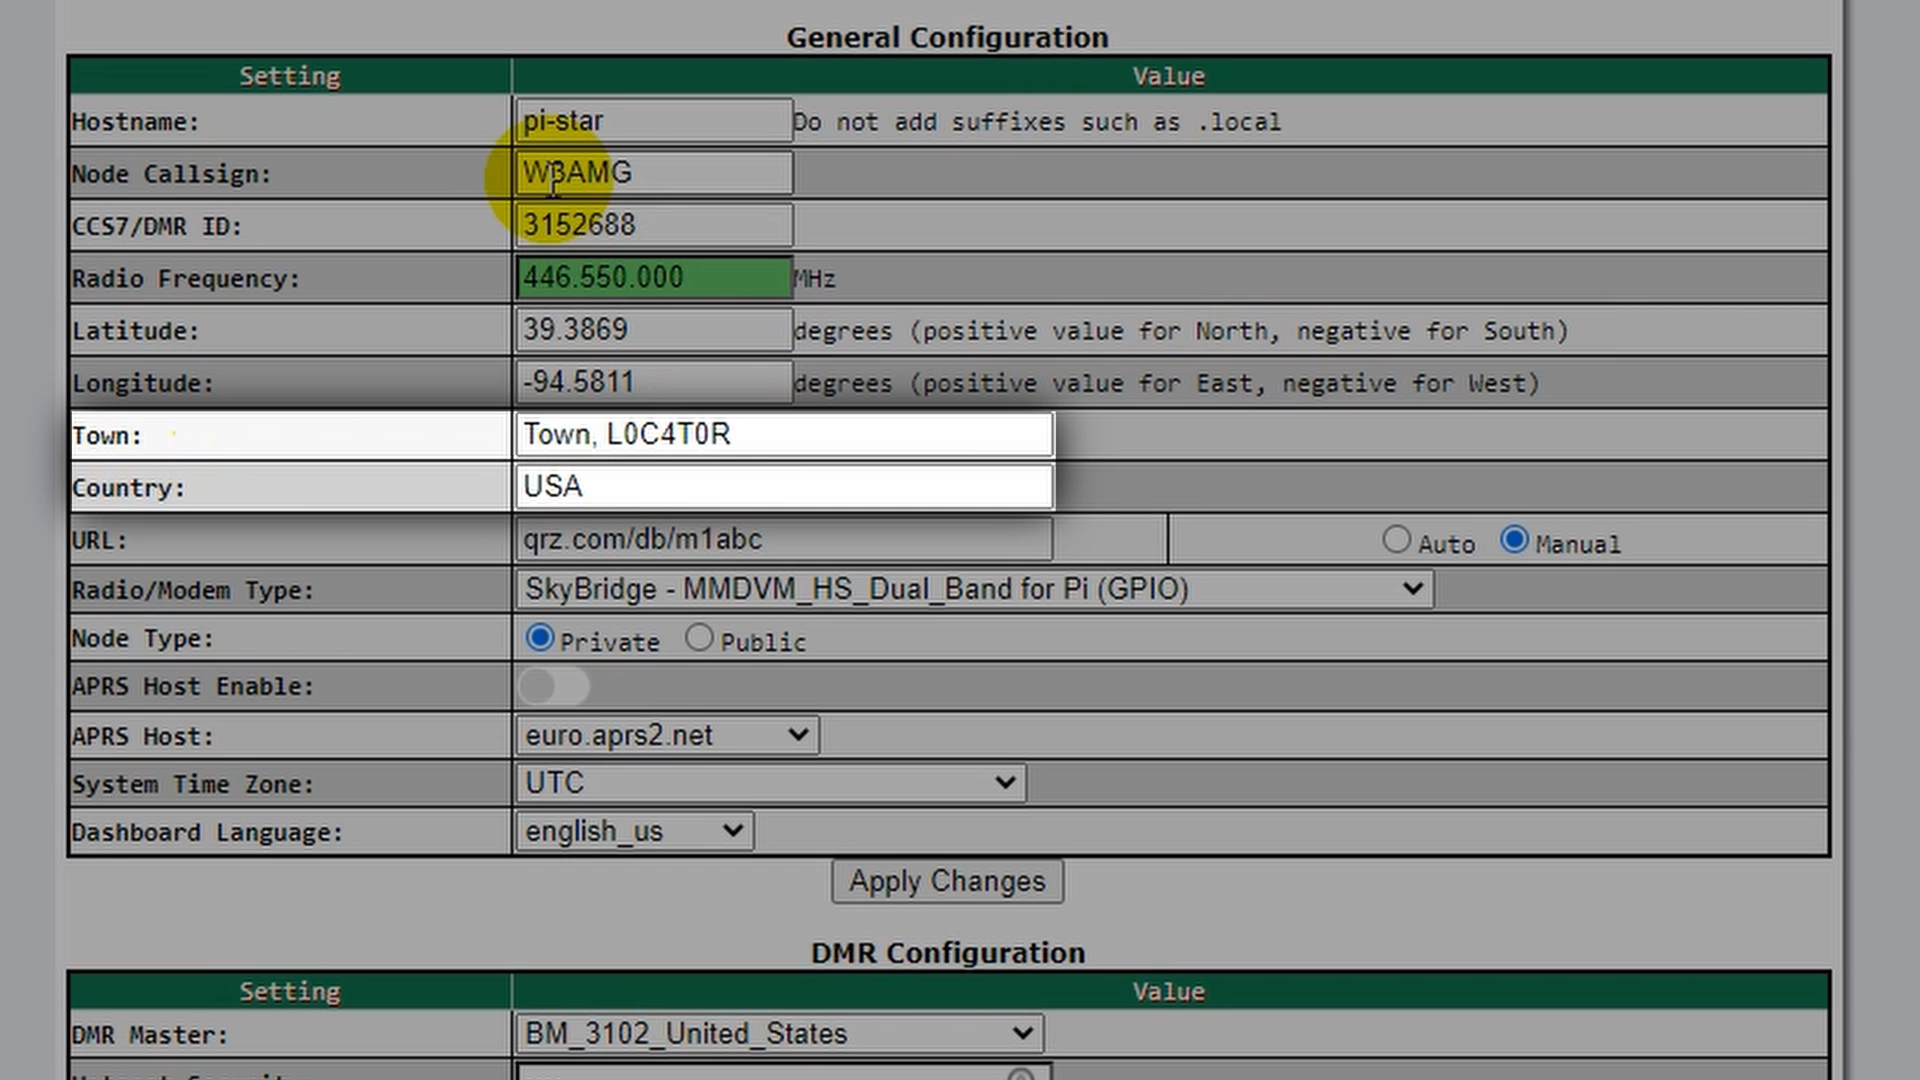 General Configuration
Setting Value
Hostname: pi-star Do not add suffixes such as .local
Node Callsign: W3AMG
CCS7/DMR ID: 3152688
Radio Frequency: 446.550.000 MHz
Latitude: 39.3869 degrees (positive value for North, negative for South)
Longitude: -94.5811 degrees (positive value for East, negative for West)
Town: Town, L0C4T0R
Country: USA
URL: qrz.com/db/m1abc Auto Manual
Radio/Modem Type: SkyBridge - MMDVM_HS_Dual_Band for Pi (GPIO)
Node Type: Private Public
APRS Host Enable:
APRS Host: euro.aprs2.net
System Time Zone: UTC
Dashboard Language: english_us
Apply Changes
DMR Configuration
Setting Value
DMR Master: BM_3102_United_States